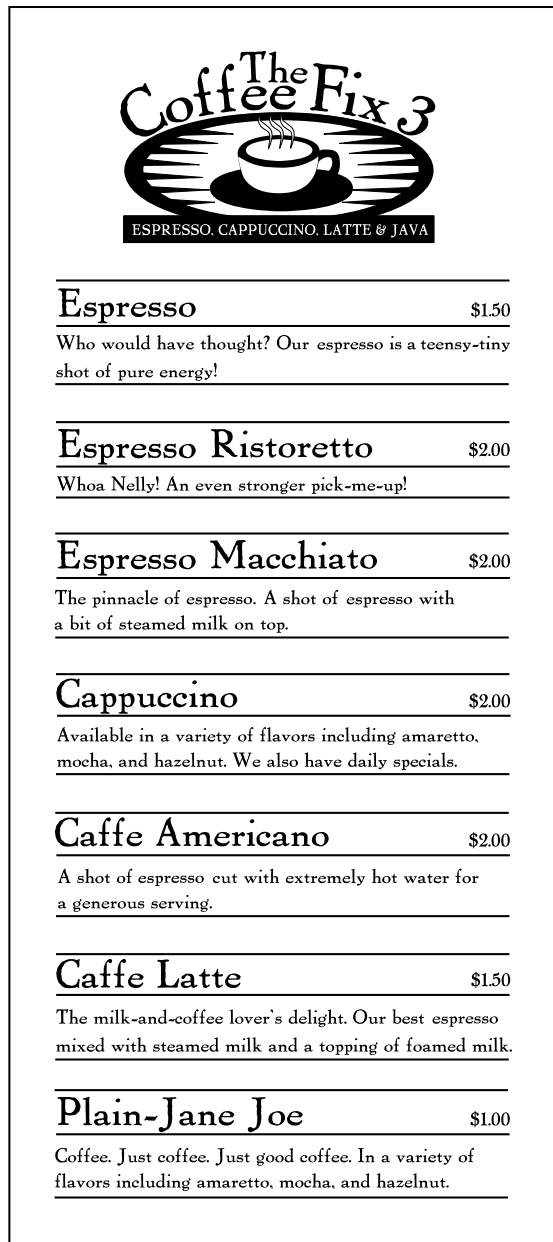 The
Coffee Fix 3
ESPRESSO, CAPPUCCINO, LATTE & JAVA
Espresso $1.50
Who would have thought? Our espresso is a teensy-tiny
shot of pure energy!
Espresso Ristoretto $2.00
Whoa Nelly! An even stronger pick-me-up!
Espresso Macchiato $2.00
The pinnacle of espresso. A shot of espresso with
a bit of steamed milk on top.
Cappuccino $2.00
Available in a variety of flavors including amaretto,
mocha, and hazelnut. We also have daily specials.
Caffe Americano $2.00
A shot of espresso cut with extremely hot water for
a generous serving.
Caffe Latte $1.50
The milk-and-coffee lover`s delight. Our best espresso
mixed with steamed milk and a topping of foamed milk.
Plain-Jane Joe $1.00
Coffee. Just coffee. Just good coffee. In a variety of
flavors including amaretto, mocha, and hazelnut.